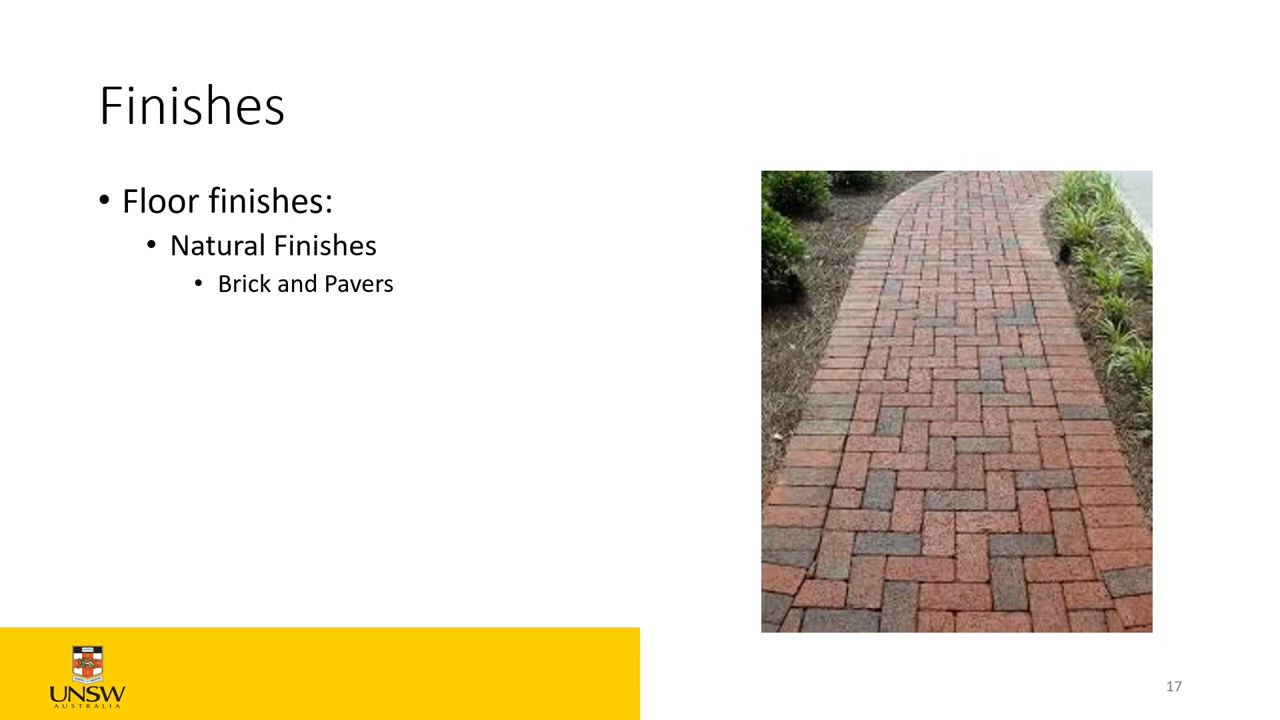 Finishes
• Floor finishes:
• Natural Finishes
• Brick and Pavers
UNSW
AUSTRALIA
17